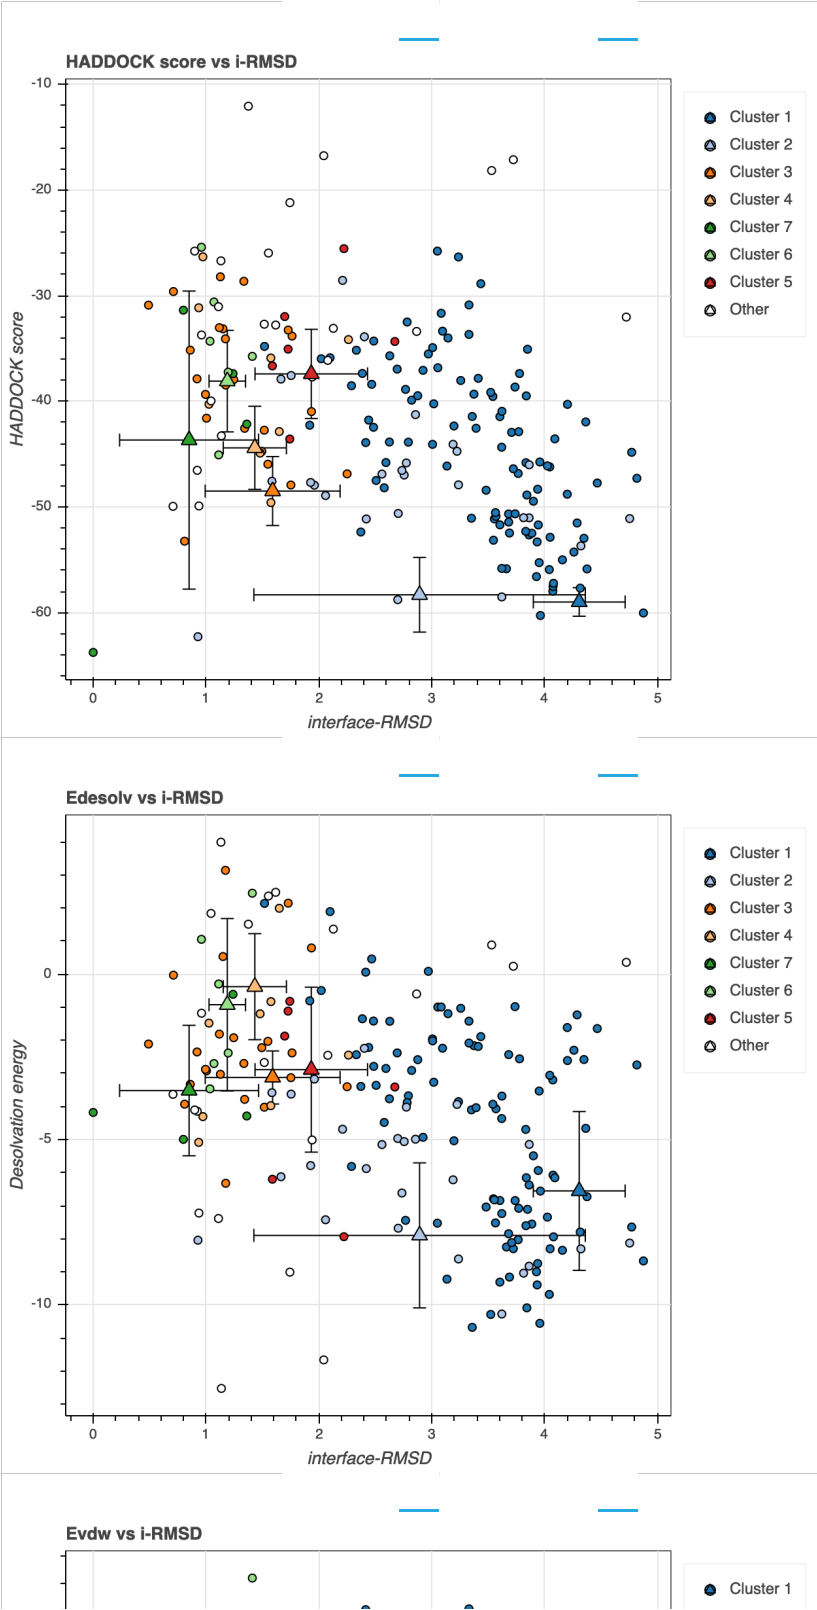 HADDOCK score vs i-RMSD
-10
-20
-30
-40
-50
-60
HADDOCK score
0 1 2 3 4 5
interface-RMSD
Cluster 1
Cluster 2
Cluster 3
Cluster 4
Cluster 7
Cluster 6
Cluster 5
Other
Edesolv vs i-RMSD
0
-5
-10
Desolvation energy
0 1 2 3 4 5
interface-RMSD
Cluster 1
Cluster 2
Cluster 3
Cluster 4
Cluster 7
Cluster 6
Cluster 5
Other
Evdw vs i-RMSD
Cluster 1